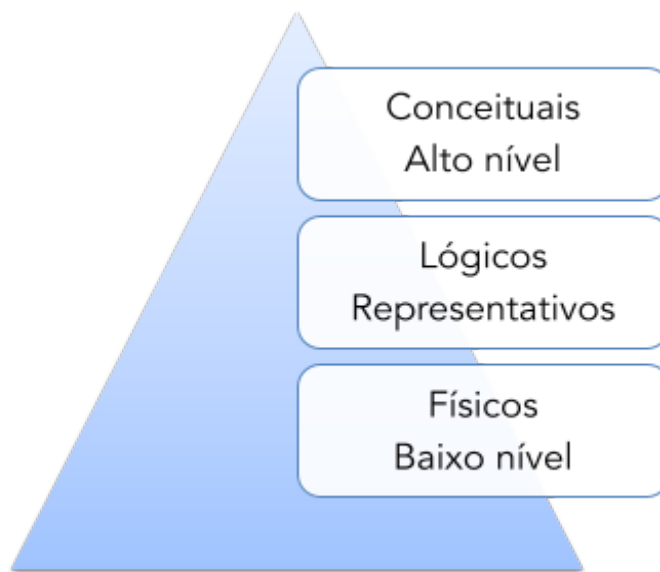 Conceituais
Alto nível
Lógicos
Representativos
Físicos
Baixo nível